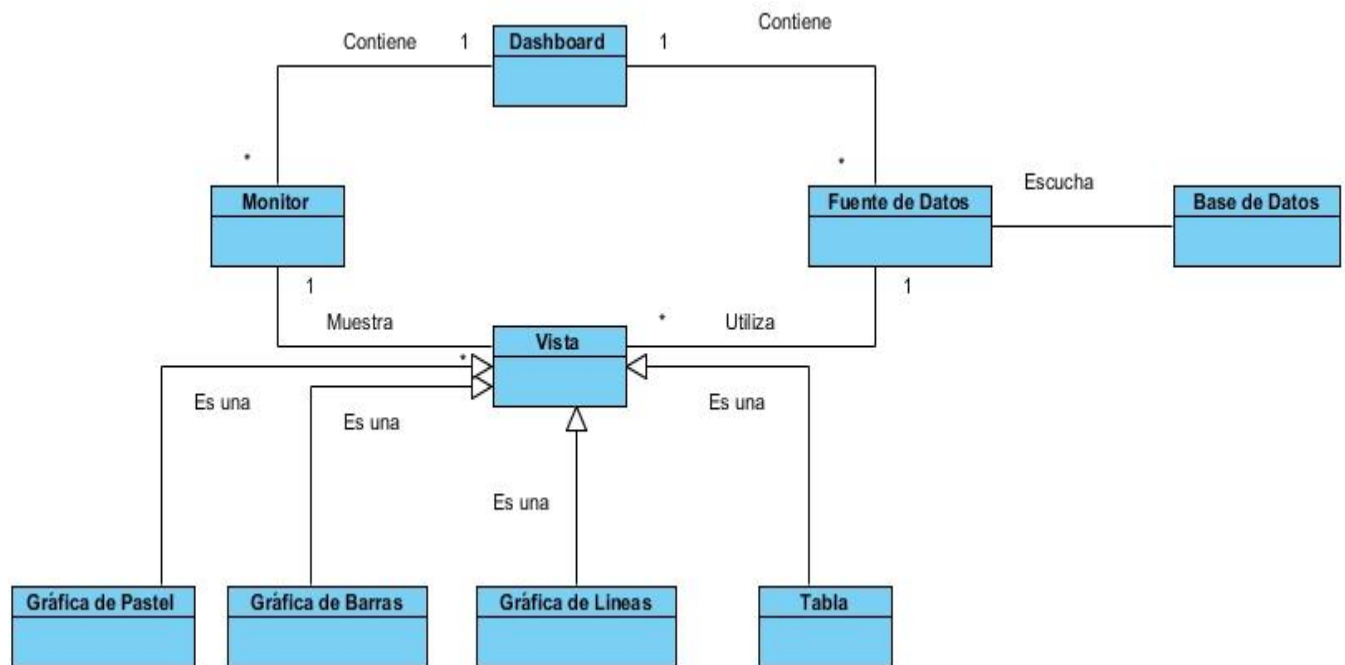 Contiene
1
Dashboard
1
Contiene
*
*
Monitor
Fuente de Datos
Escucha
Base de Datos
1
1
Muestra
*
Utiliza
Vista
*
Es una
Es una
Es una
Es una
Gráfica de Pastel
Gráfica de Barras
Gráfica de Lineas
Tabla